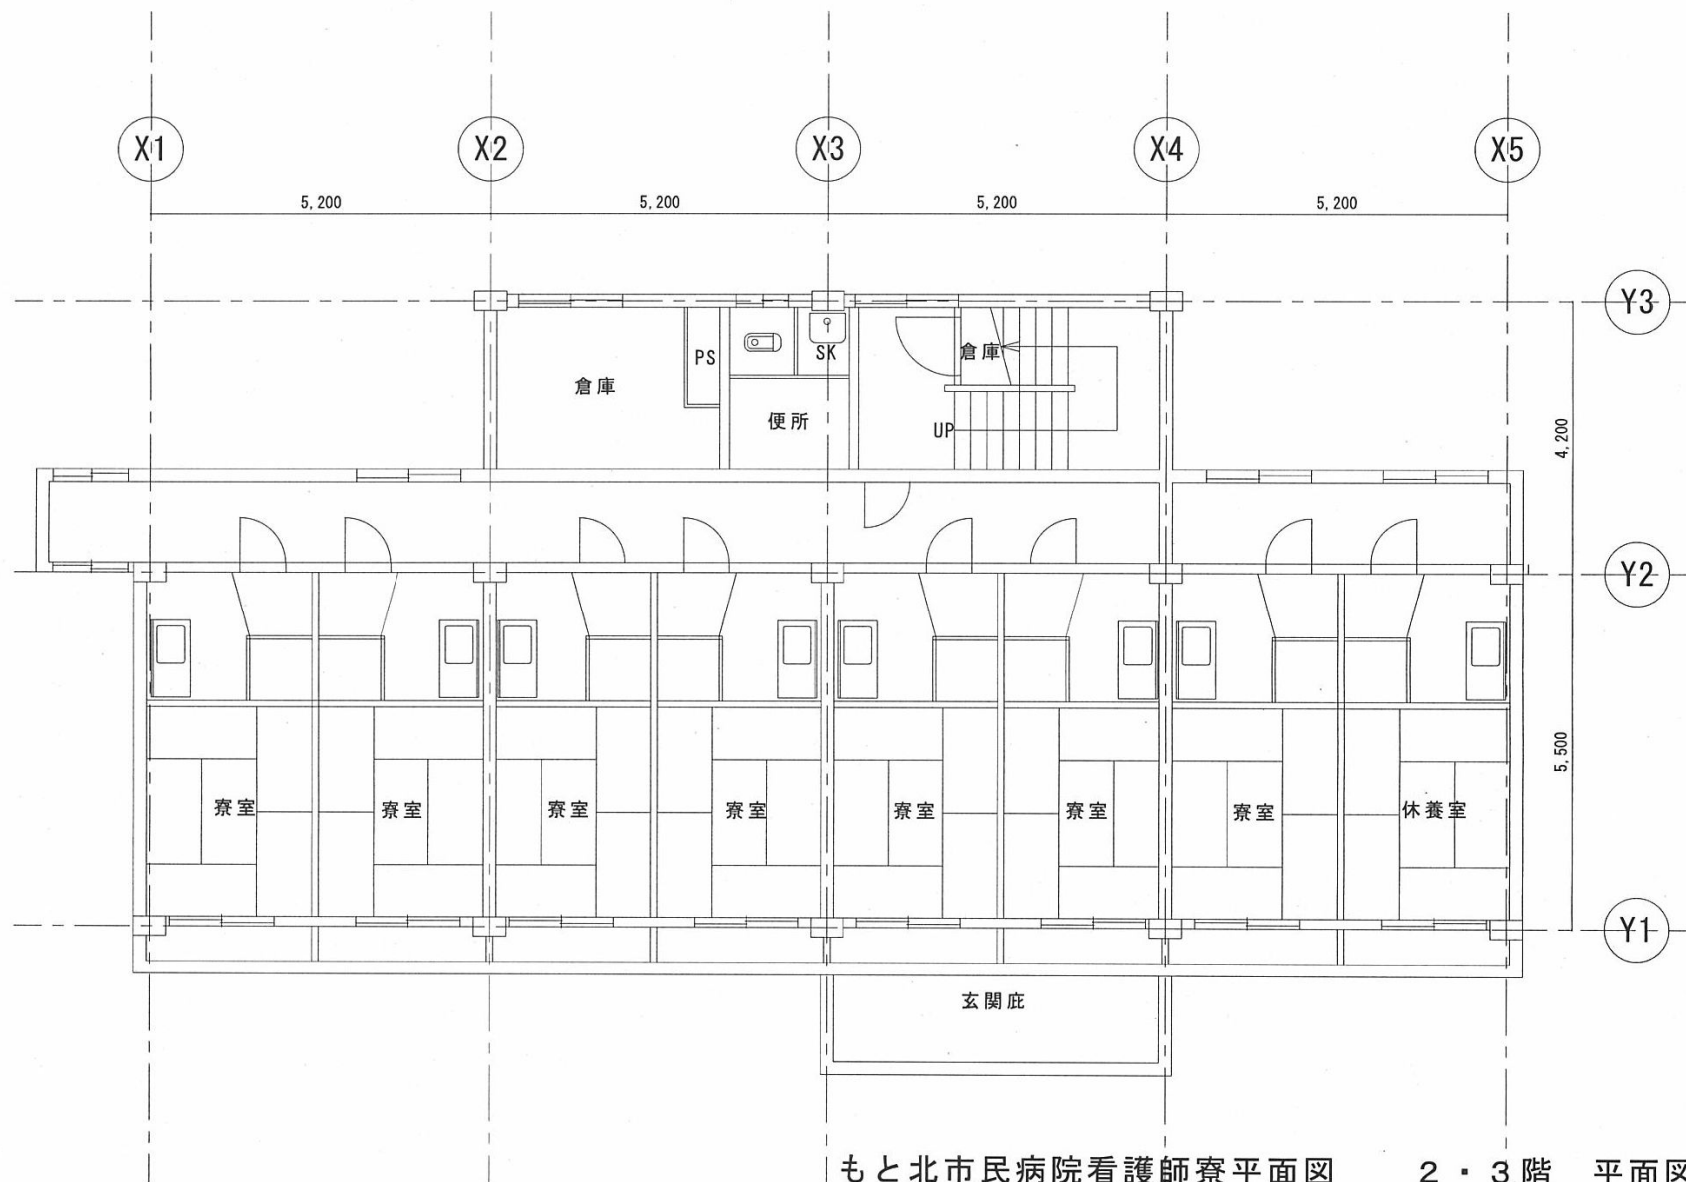 X1
X2
X3
X4
X5
5,200
5,200
5,200
5,200
Y3
倉庫
PS
SK
便所
倉庫
UP
4,200
Y2
寮室
寮室
寮室
寮室
寮室
寮室
寮室
休養室
5,500
Y1
玄関庇
もと北市民病院看護師寮平面図 2・3階 平面図